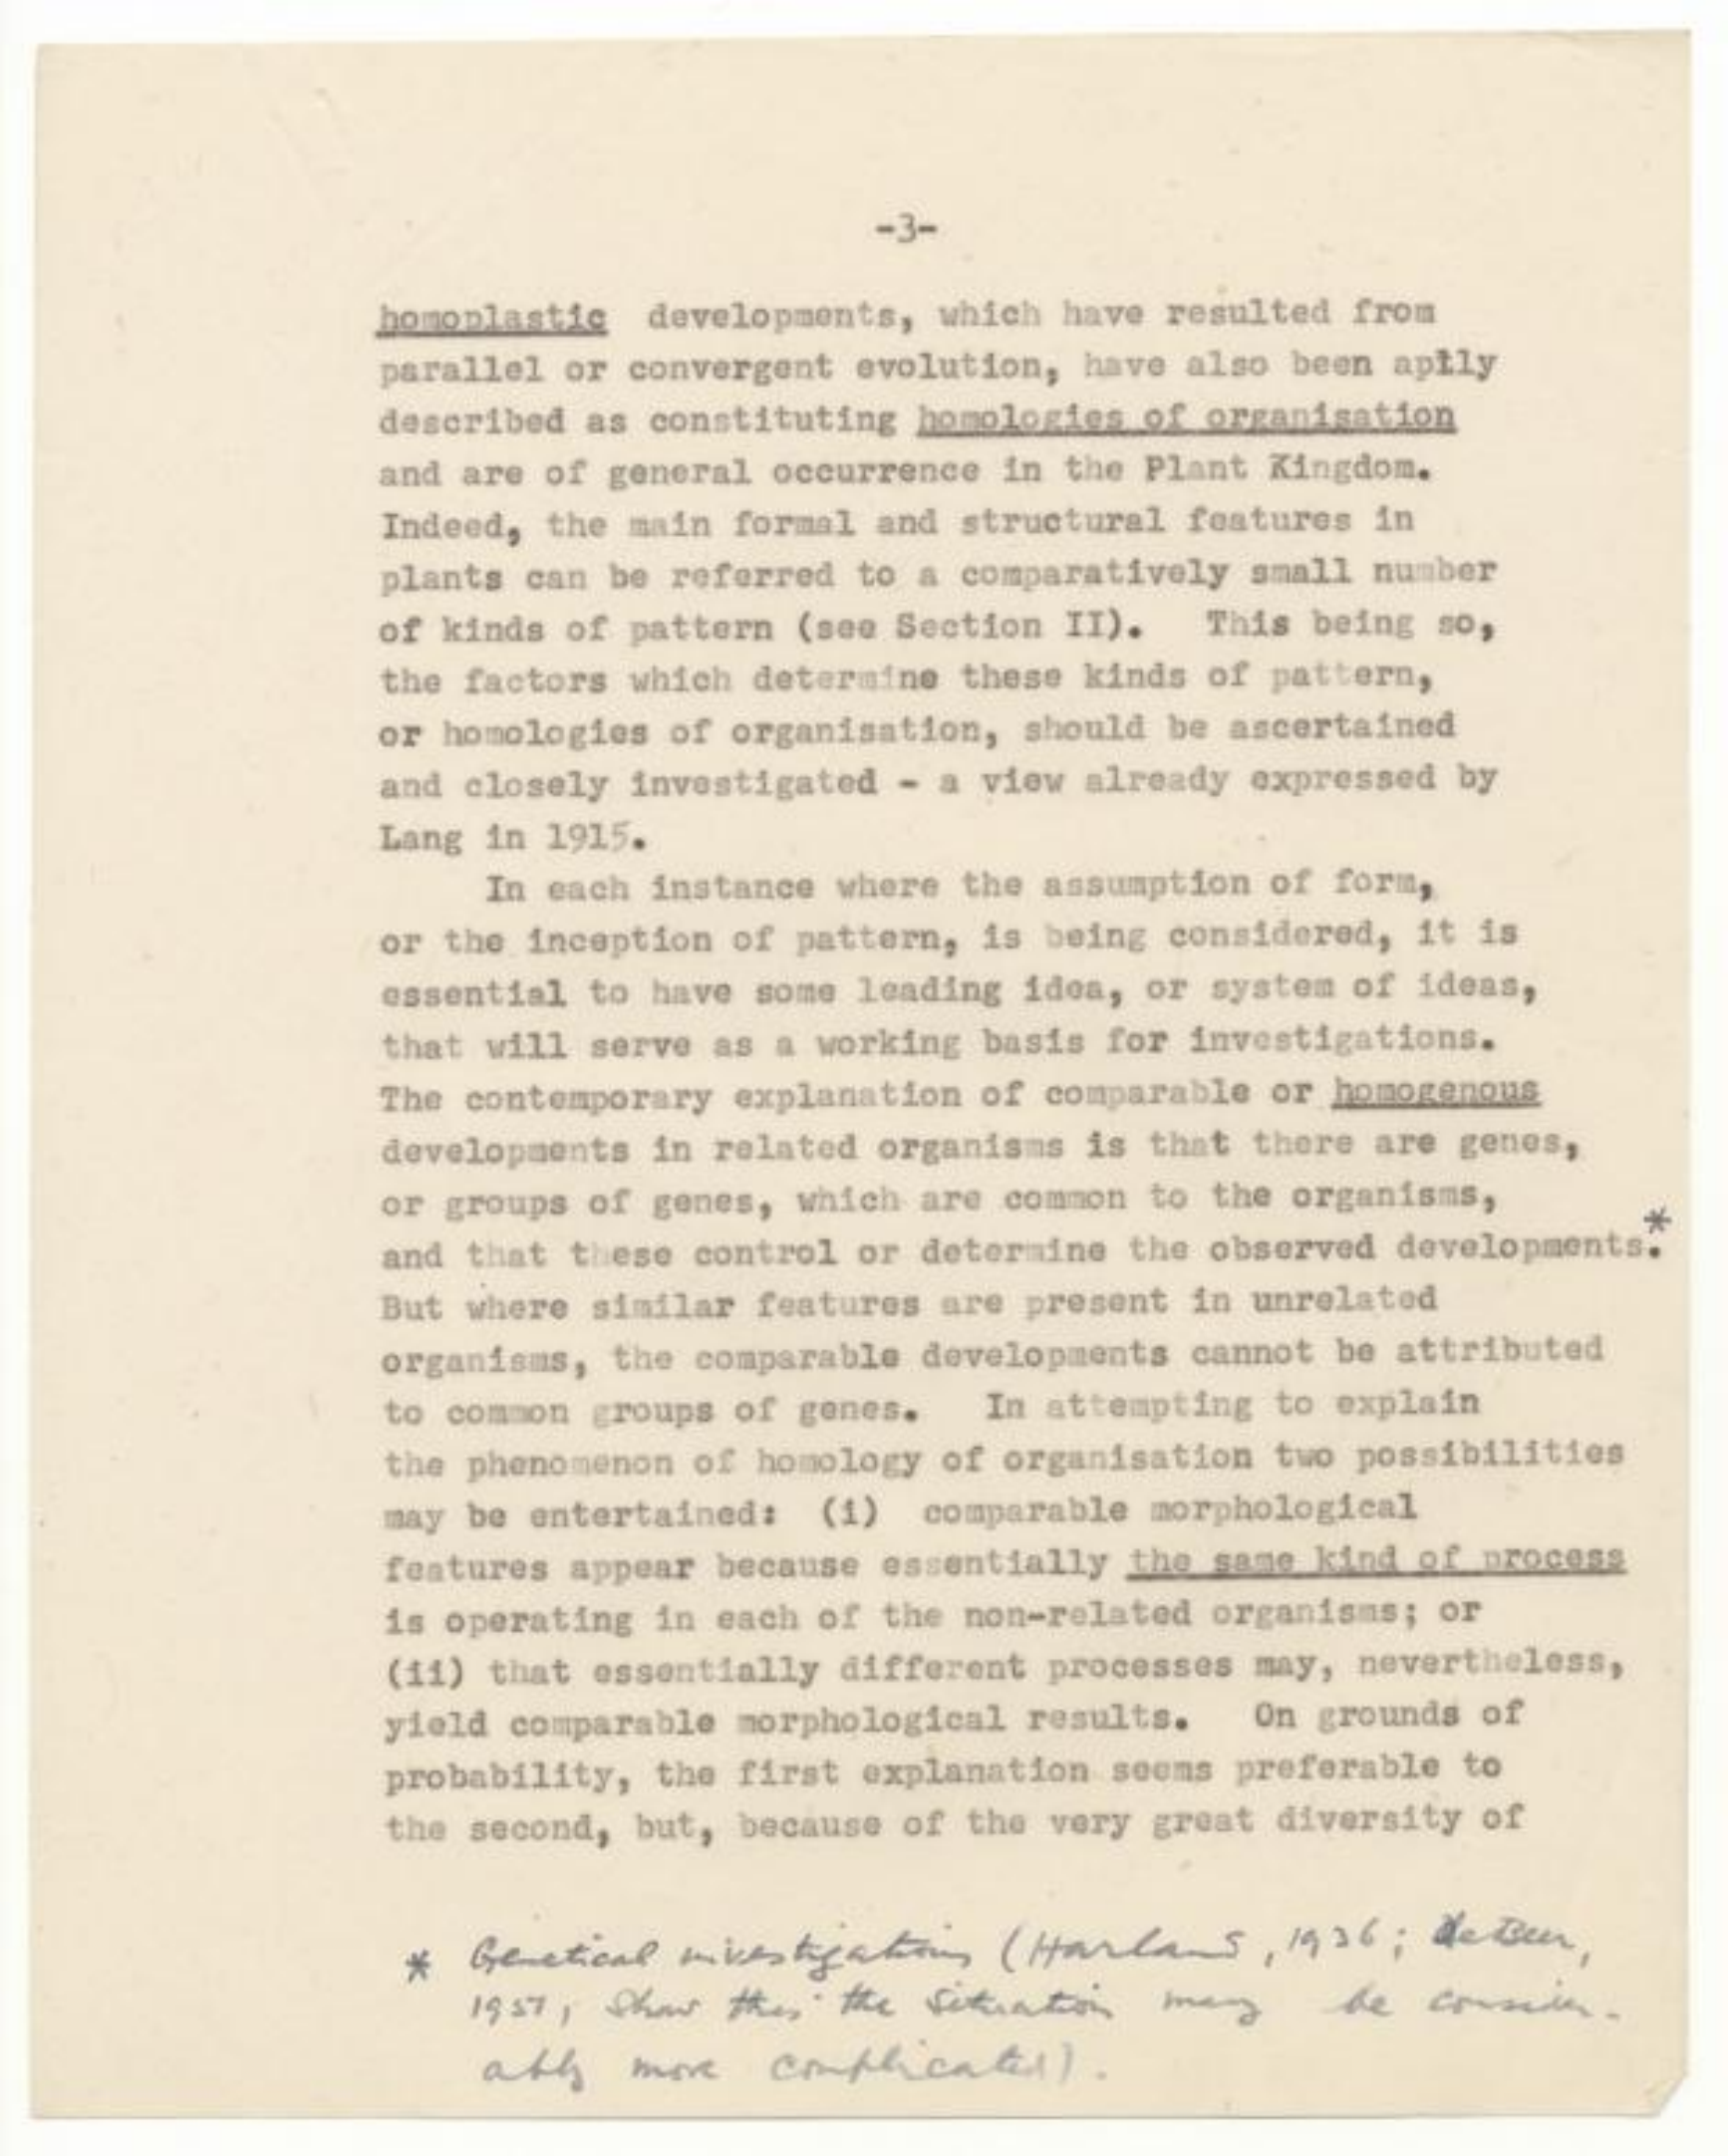 -3-
homoplastic developments, which have resulted from
parallel or convergent evolution, have also been aptly
described as constituting homologies of organisation
and are of general occurrence in the Plant Kingdom.
Indeed, the main formal and structural features in
plants can be referred to a comparatively small number
of kinds of pattern (see Section II). This being so,
the factors which determine these kinds of pattern,
or homologies of organisation, should be ascertained
and closely investigated - a view already expressed by
Lang in 1915.
In each instance where the assumption of form,
or the inception of pattern, is being considered, it is
essential to have some leading idea, or system of ideas,
that will serve as a working basis for investigations.
The contemporary explanation of comparable or homogenous
developments in related organisms is that there are genes,
or groups of genes, which are common to the organisms,
and that these control or determine the observed developments.*
But where similar features are present in unrelated
organisms, the comparable developments cannot be attributed
to common groups of genes. In attempting to explain
the phenomenon of homology of organisation two possibilities
may be entertained: (i) comparable morphological
features appear because essentially the same kind of process
is operating in each of the non-related organisms; or
(ii) that essentially different processes may, nevertheless,
yield comparable morphological results. On grounds of
probability, the first explanation seems preferable to
the second, but, because of the very great diversity of
* Genetical investigations (Harland, 1936; de Beer,
1951, show the situation may be consider-
ably more complicated).